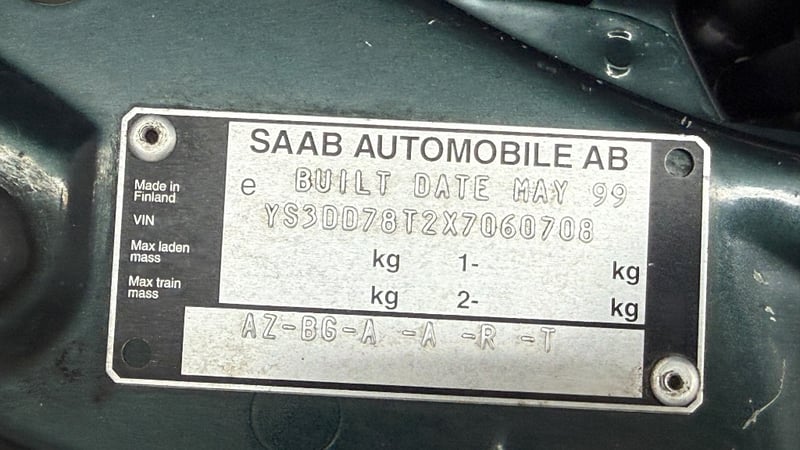 SAAB AUTOMOBILE AB
e BUILT DATE MAY 99
Made in
Finland
VIN
YS3DD78T2X7060708
Max laden
mass
kg 1- kg
Max train
mass
kg 2- kg
AZ-BG-A -A -R -T